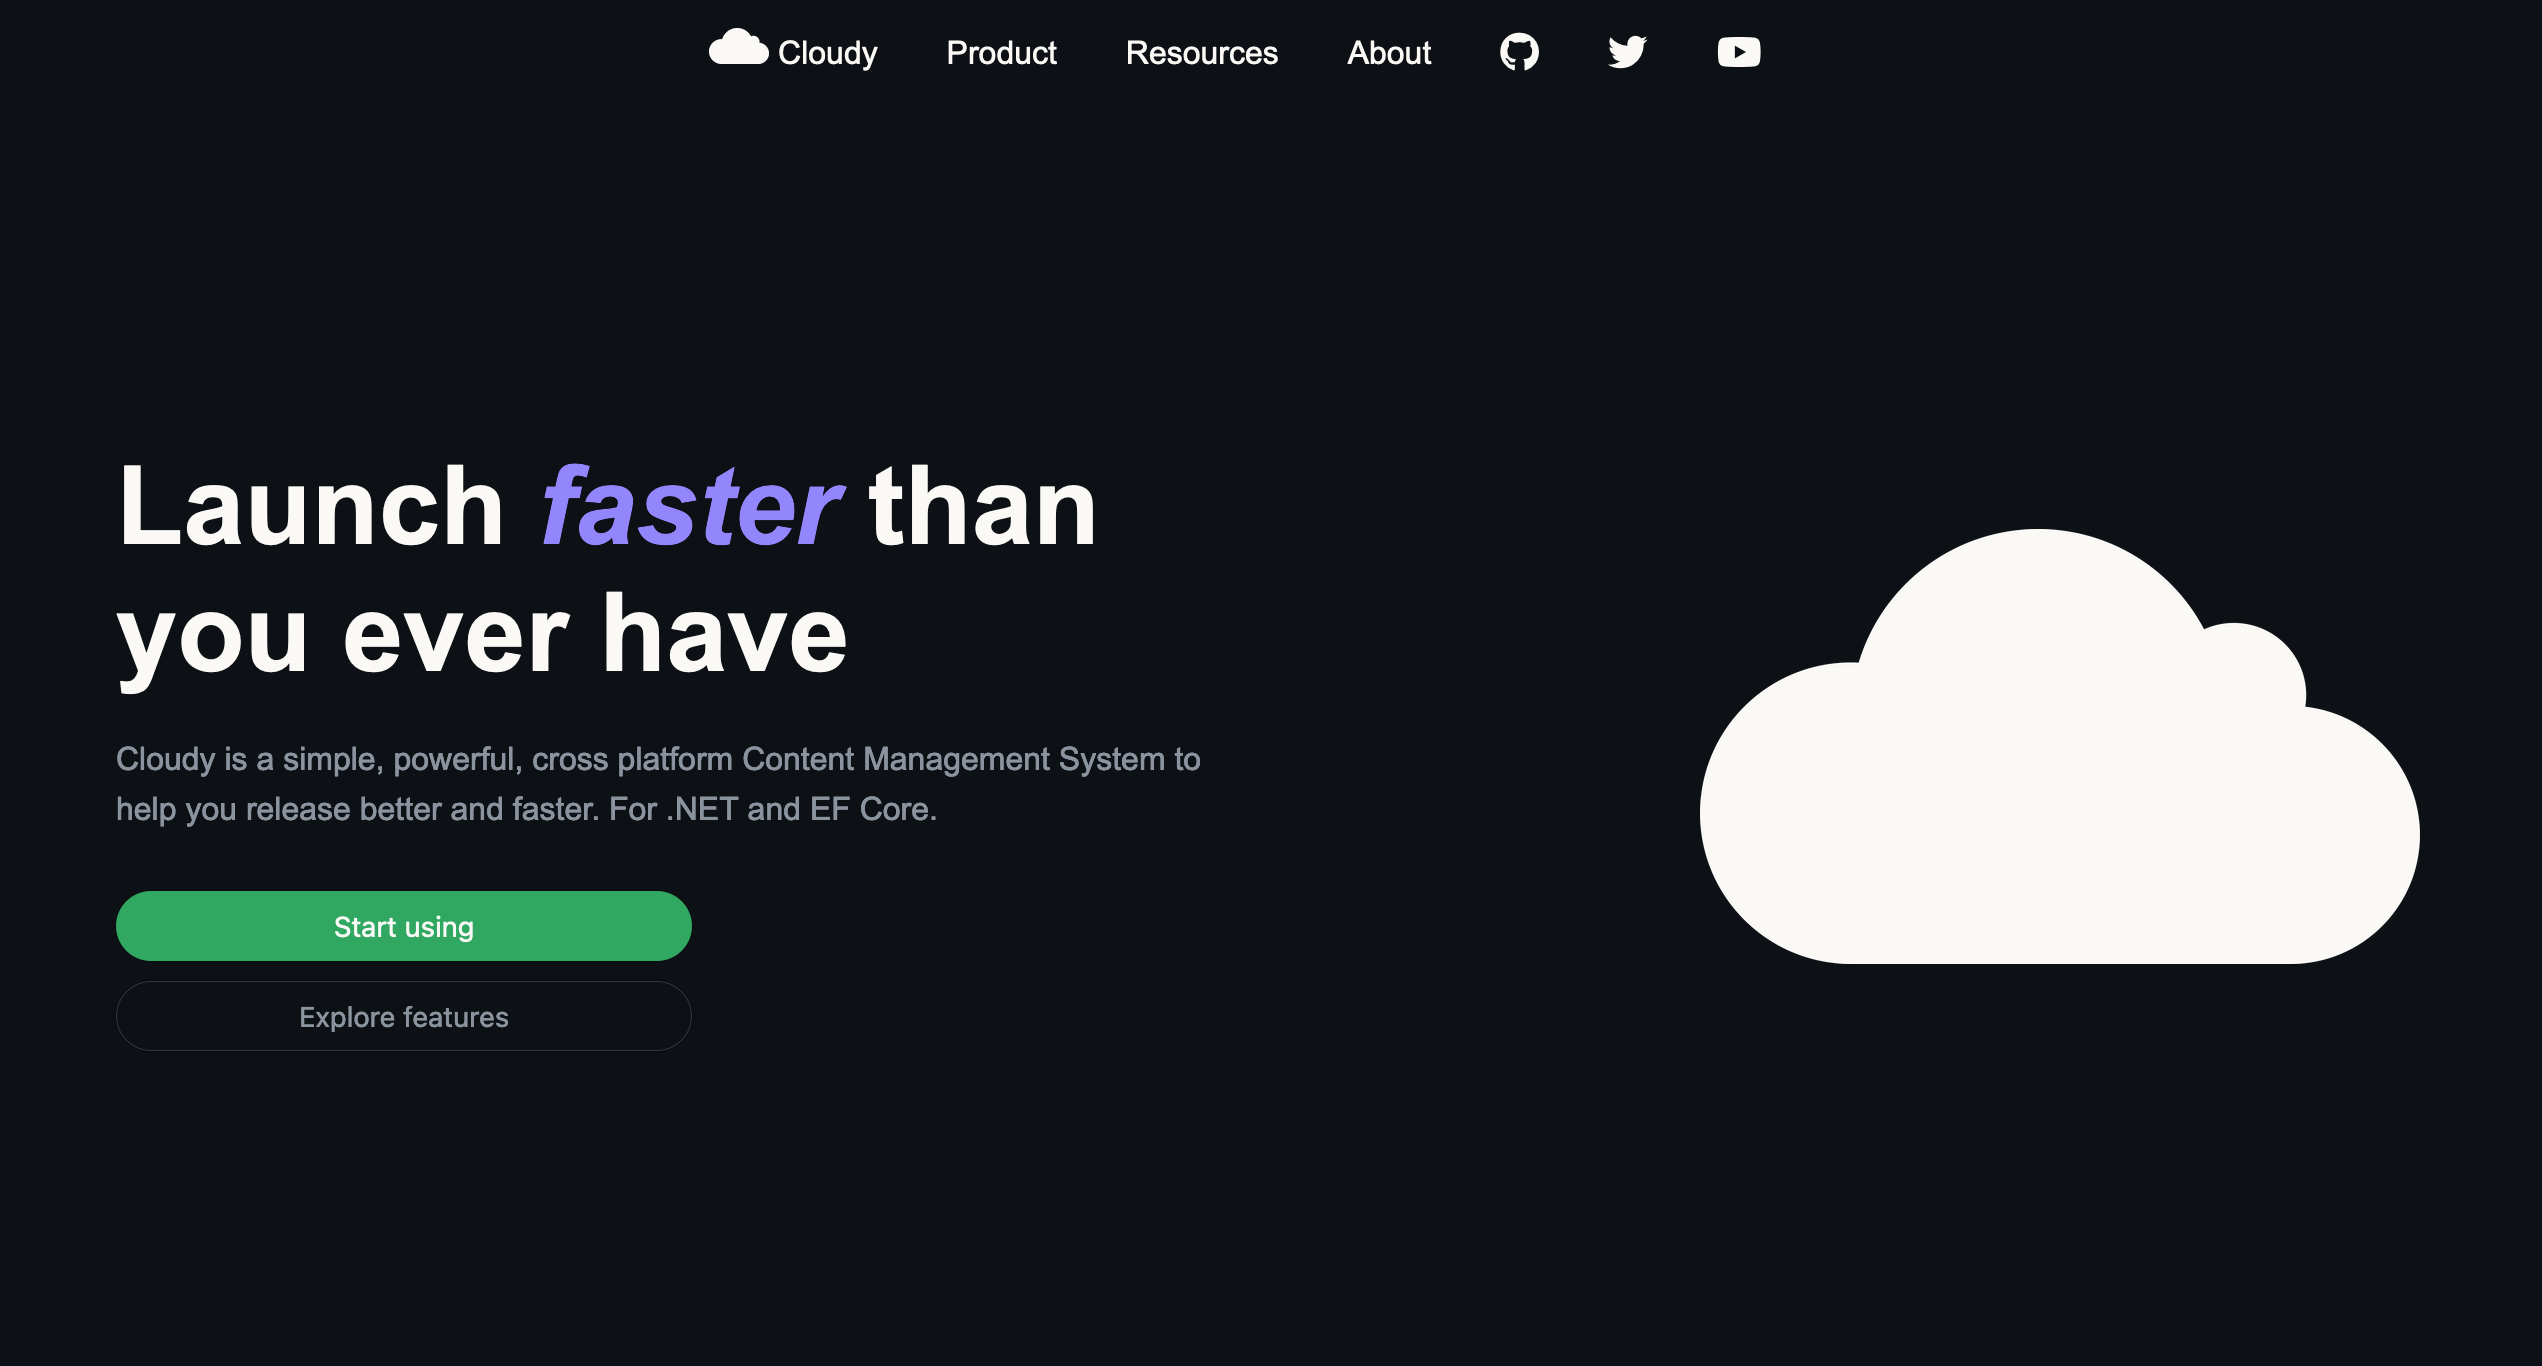 Cloudy Product Resources About
Launch faster than
you ever have
Cloudy is a simple, powerful, cross platform Content Management System to
help you release better and faster. For .NET and EF Core.
Start using
Explore features